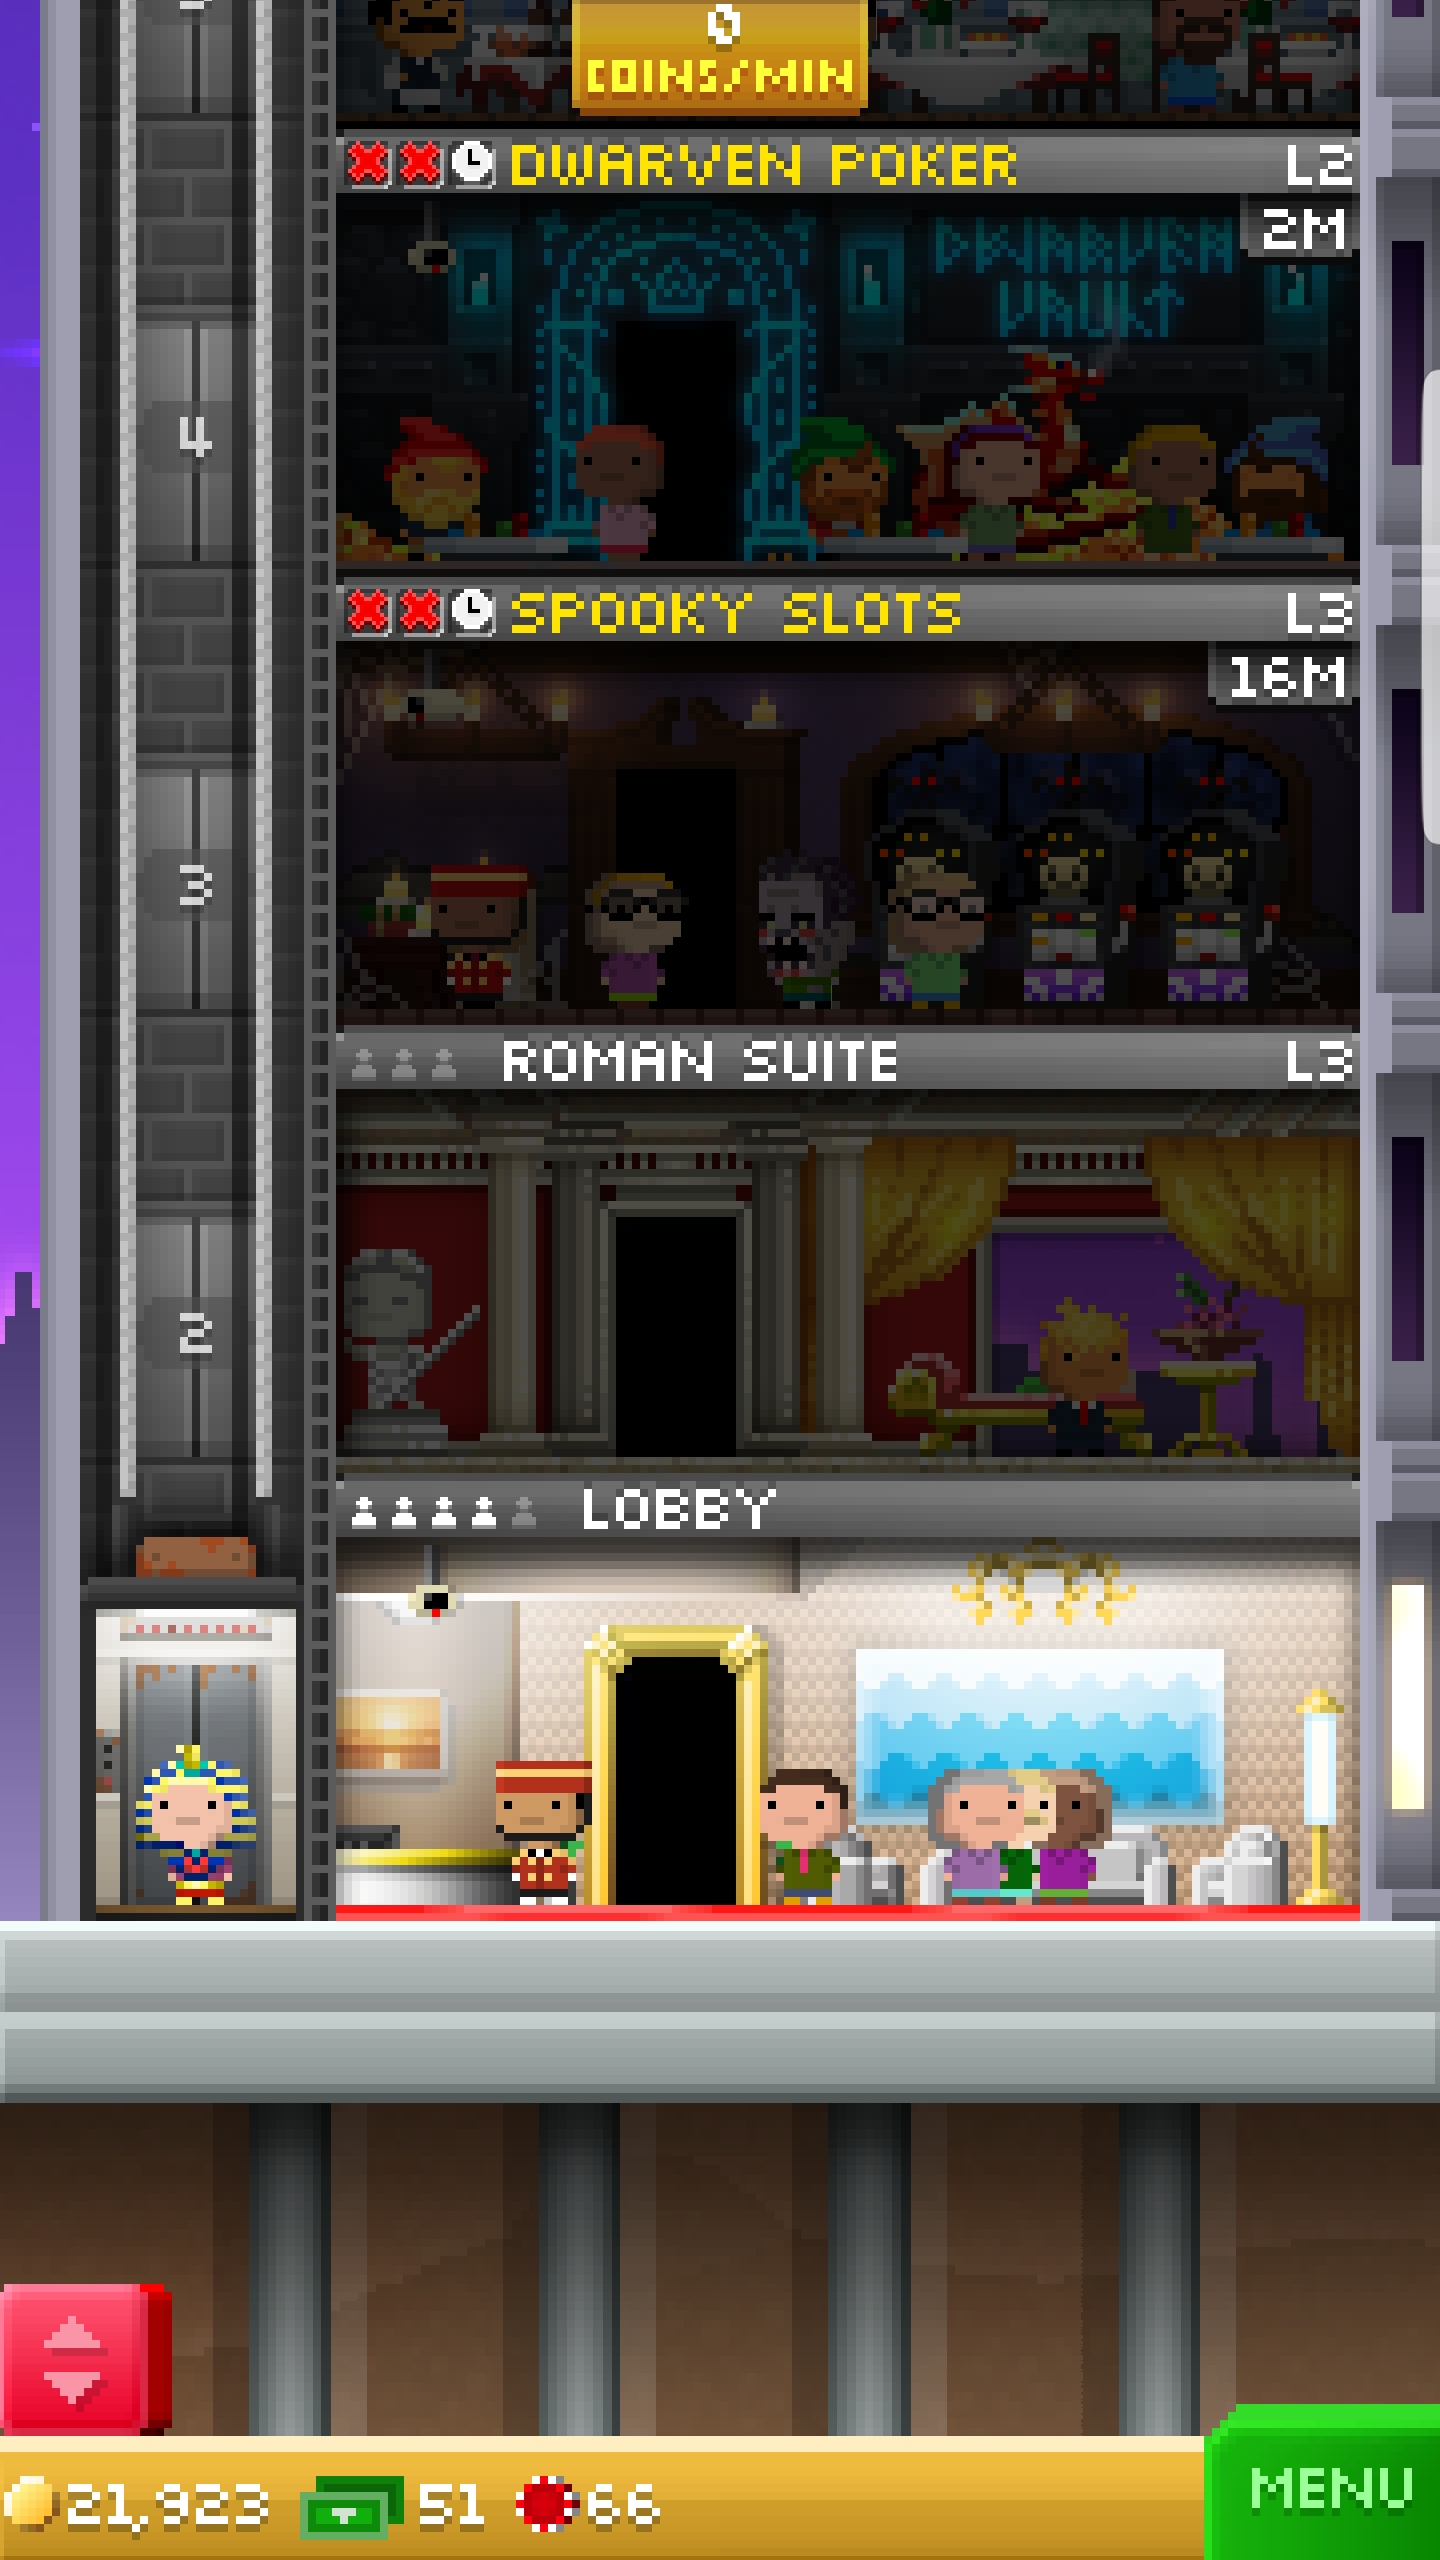 0
COINS/MIN
DWARVEN POKER L2
2M
DWARVEN
VAULT
4
SPOOKY SLOTS L3
16M
3
ROMAN SUITE L3
2
LOBBY
21,923 51 66
MENU